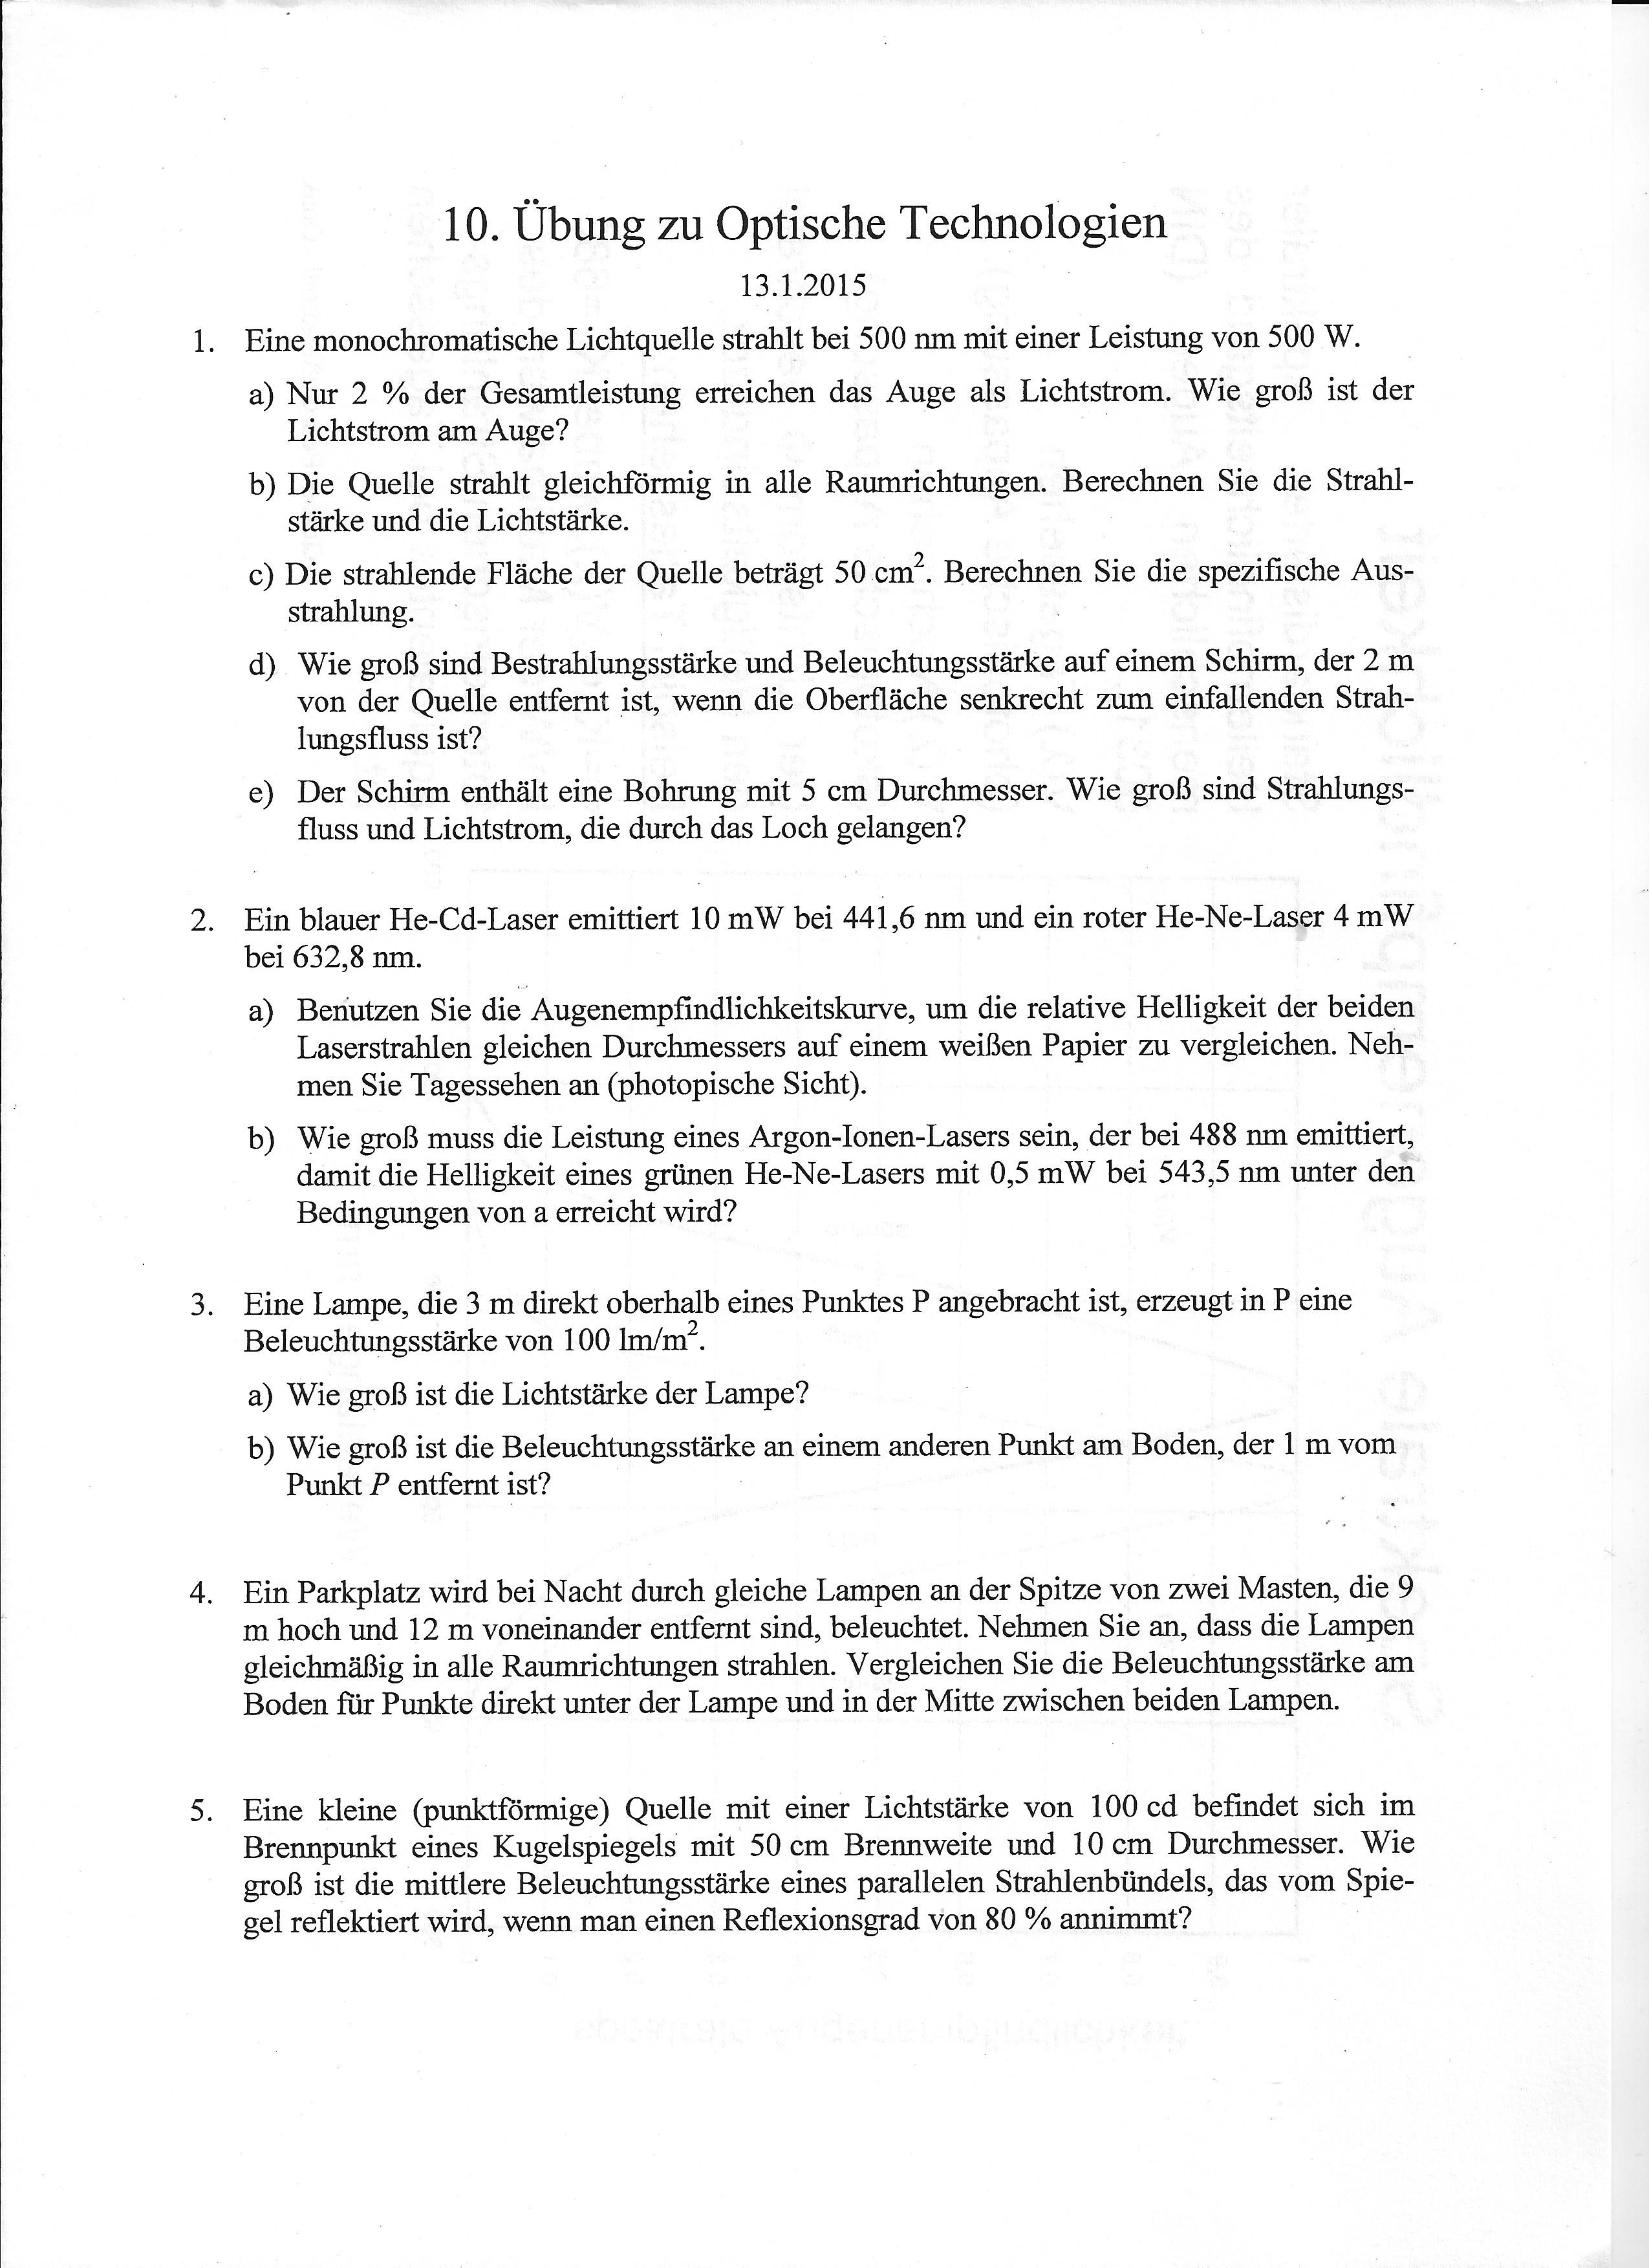 10. Übung zu Optische Technologien
13.1.2015
1. Eine monochromatische Lichtquelle strahlt bei 500 nm mit einer Leistung von 500 W.
a) Nur 2 % der Gesamtleistung erreichen das Auge als Lichtstrom. Wie groß ist der
Lichtstrom am Auge?
b) Die Quelle strahlt gleichförmig in alle Raumrichtungen. Berechnen Sie die Strahl-
stärke und die Lichtstärke.
c) Die strahlende Fläche der Quelle beträgt 50 cm². Berechnen Sie die spezifische Aus-
strahlung.
d) Wie groß sind Bestrahlungsstärke und Beleuchtungsstärke auf einem Schirm, der 2 m
von der Quelle entfernt ist, wenn die Oberfläche senkrecht zum einfallenden Strah-
lungsfluss ist?
e) Der Schirm enthält eine Bohrung mit 5 cm Durchmesser. Wie groß sind Strahlungs-
fluss und Lichtstrom, die durch das Loch gelangen?
2. Ein blauer He-Cd-Laser emittiert 10 mW bei 441,6 nm und ein roter He-Ne-Laser 4 mW
bei 632,8 nm.
a) Benutzen Sie die Augenempfindlichkeitskurve, um die relative Helligkeit der beiden
Laserstrahlen gleichen Durchmessers auf einem weißen Papier zu vergleichen. Neh-
men Sie Tagessehen an (photopische Sicht).
b) Wie groß muss die Leistung eines Argon-Ionen-Lasers sein, der bei 488 nm emittiert,
damit die Helligkeit eines grünen He-Ne-Lasers mit 0,5 mW bei 543,5 nm unter den
Bedingungen von a erreicht wird?
3. Eine Lampe, die 3 m direkt oberhalb eines Punktes P angebracht ist, erzeugt in P eine
Beleuchtungsstärke von 100 lm/m².
a) Wie groß ist die Lichtstärke der Lampe?
b) Wie groß ist die Beleuchtungsstärke an einem anderen Punkt am Boden, der 1 m vom
Punkt P entfernt ist?
4. Ein Parkplatz wird bei Nacht durch gleiche Lampen an der Spitze von zwei Masten, die 9
m hoch und 12 m voneinander entfernt sind, beleuchtet. Nehmen Sie an, dass die Lampen
gleichmäßig in alle Raumrichtungen strahlen. Vergleichen Sie die Beleuchtungsstärke am
Boden für Punkte direkt unter der Lampe und in der Mitte zwischen beiden Lampen.
5. Eine kleine (punktförmige) Quelle mit einer Lichtstärke von 100 cd befindet sich im
Brennpunkt eines Kugelspiegels mit 50 cm Brennweite und 10 cm Durchmesser. Wie
groß ist die mittlere Beleuchtungsstärke eines parallelen Strahlenbündels, das vom Spie-
gel reflektiert wird, wenn man einen Reflexionsgrad von 80 % annimmt?